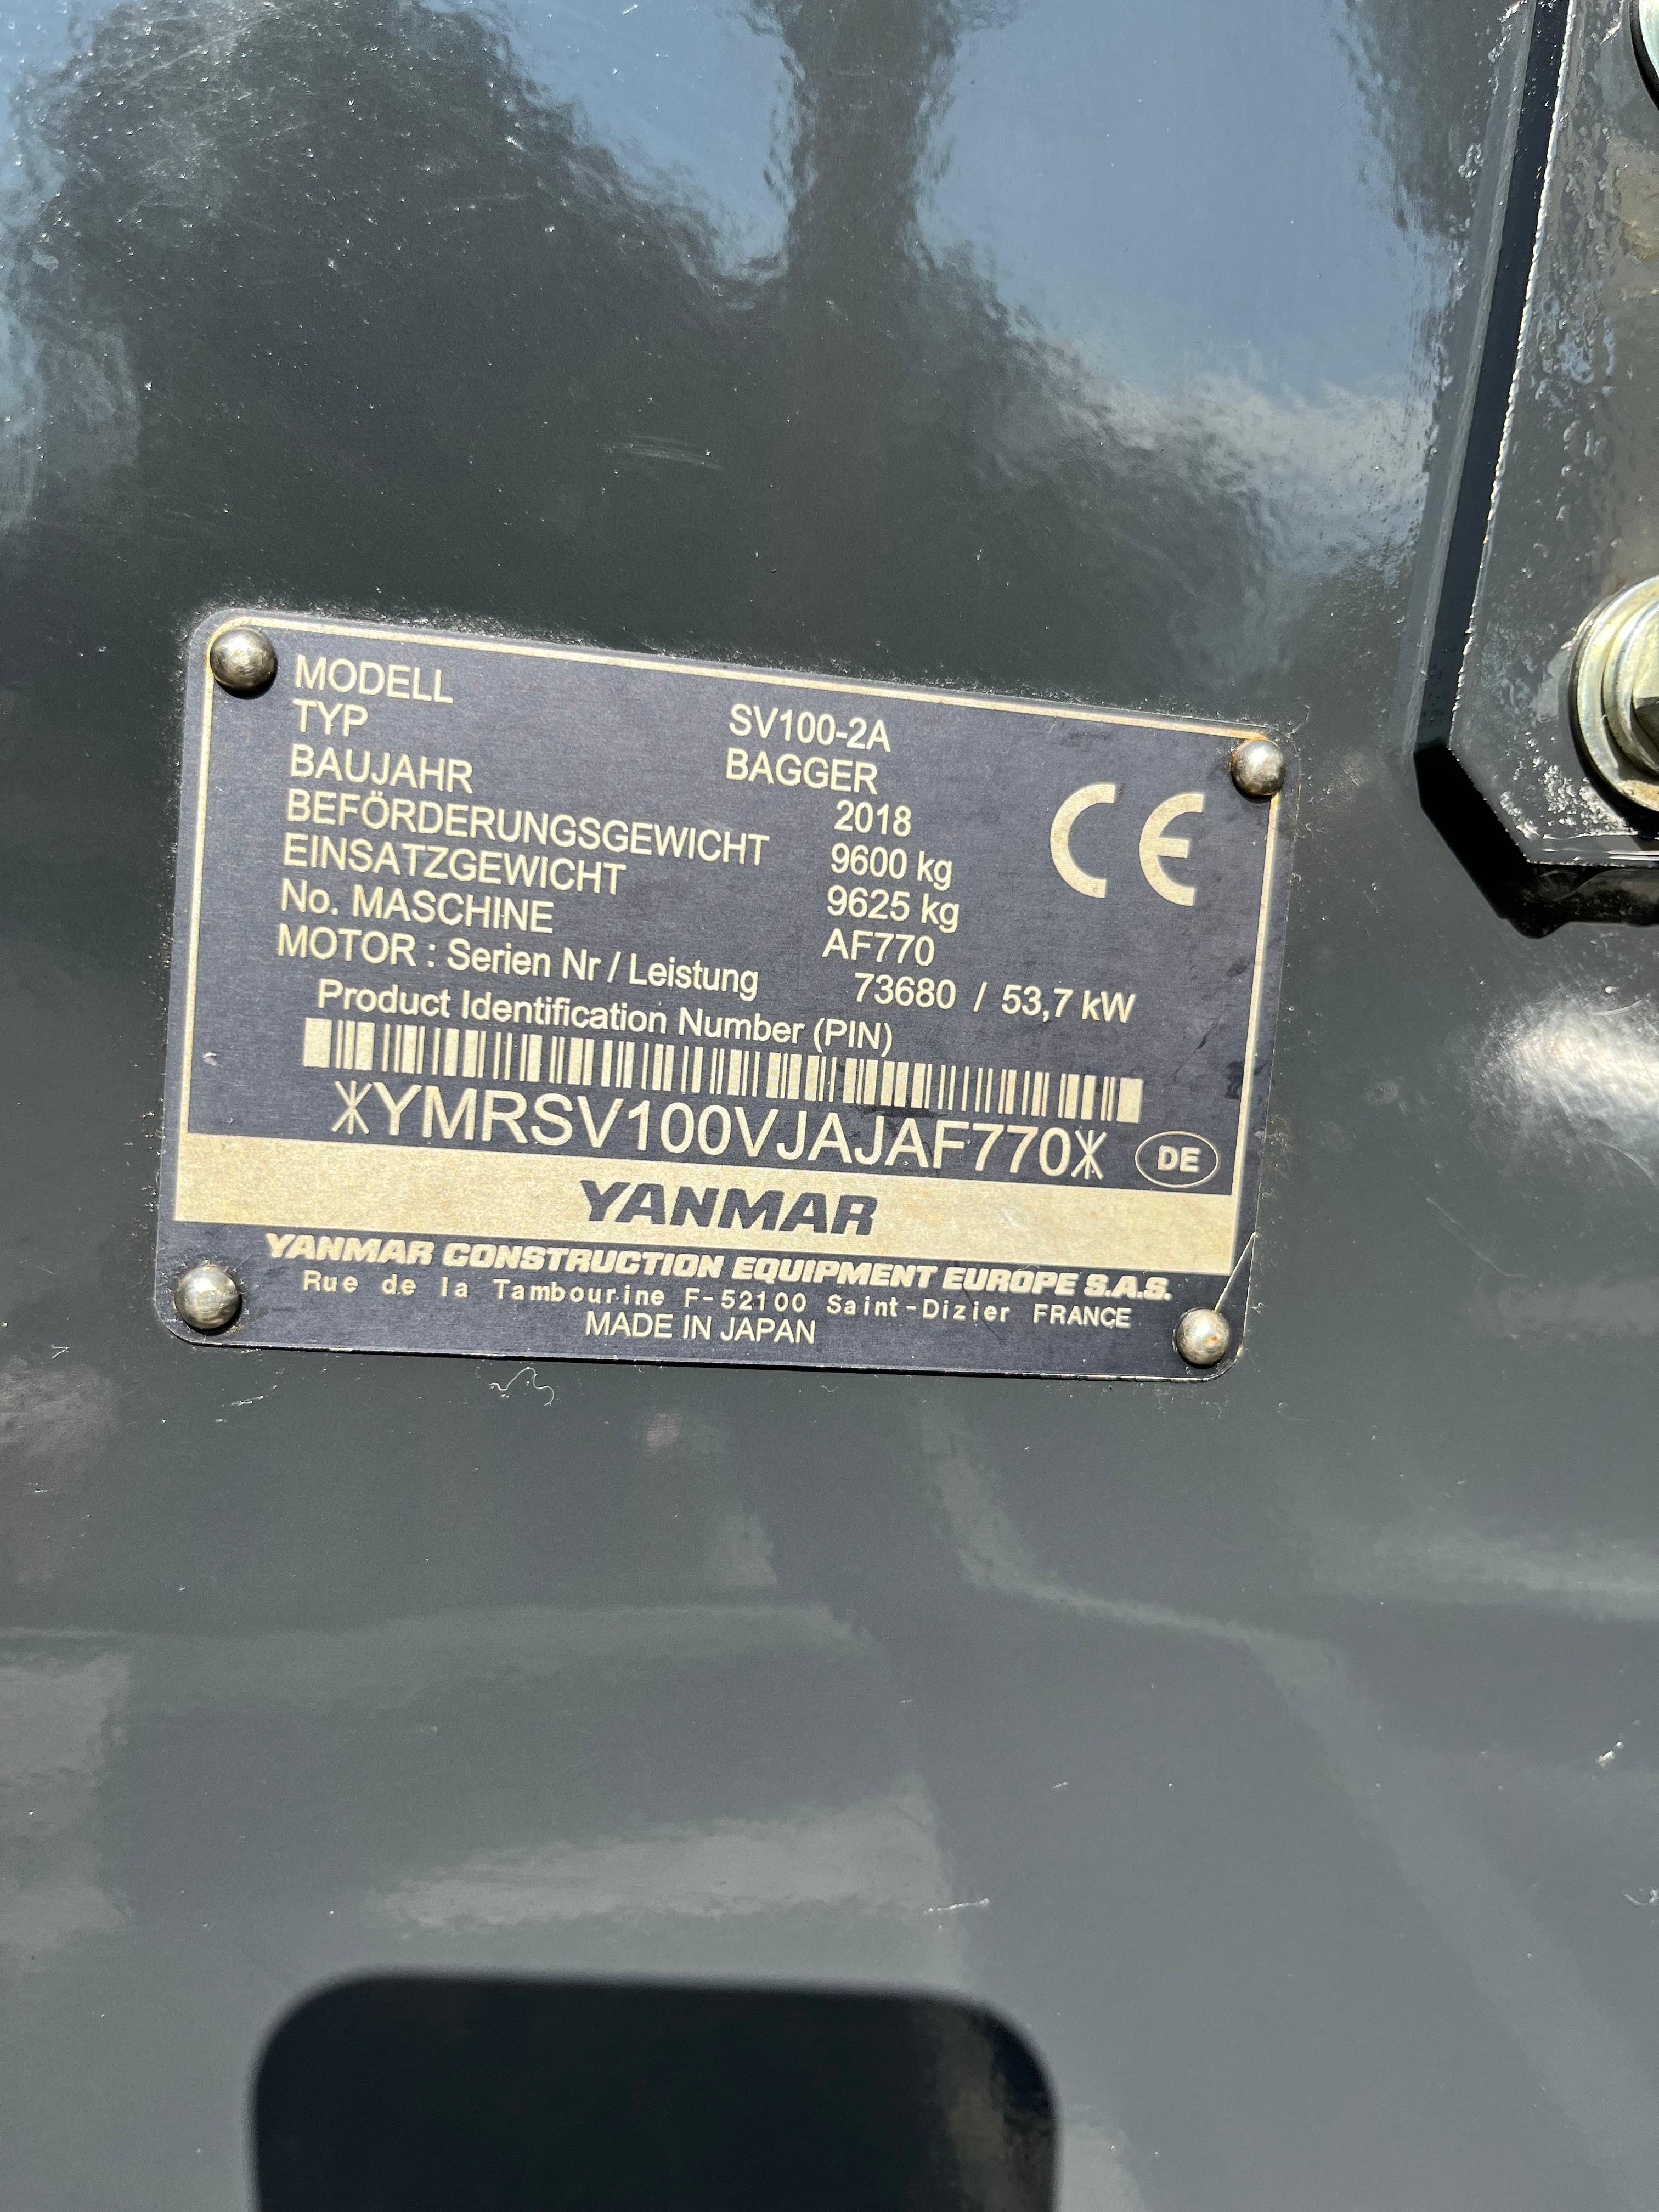 MODELL SV100-2A
TYP BAGGER
BAUJAHR 2018
BEFÖRDERUNGSGEWICHT 9600 kg
EINSATZGEWICHT 9625 kg
No. MASCHINE AF770
MOTOR : Serien Nr / Leistung 73680 / 53,7 kW
CE
Product Identification Number (PIN)
YMRSV100VJAJAF770
DE
YANMAR
YANMAR CONSTRUCTION EQUIPMENT EUROPE S.A.S.
Rue de la Tambourine F-52100 Saint-Dizier FRANCE
MADE IN JAPAN